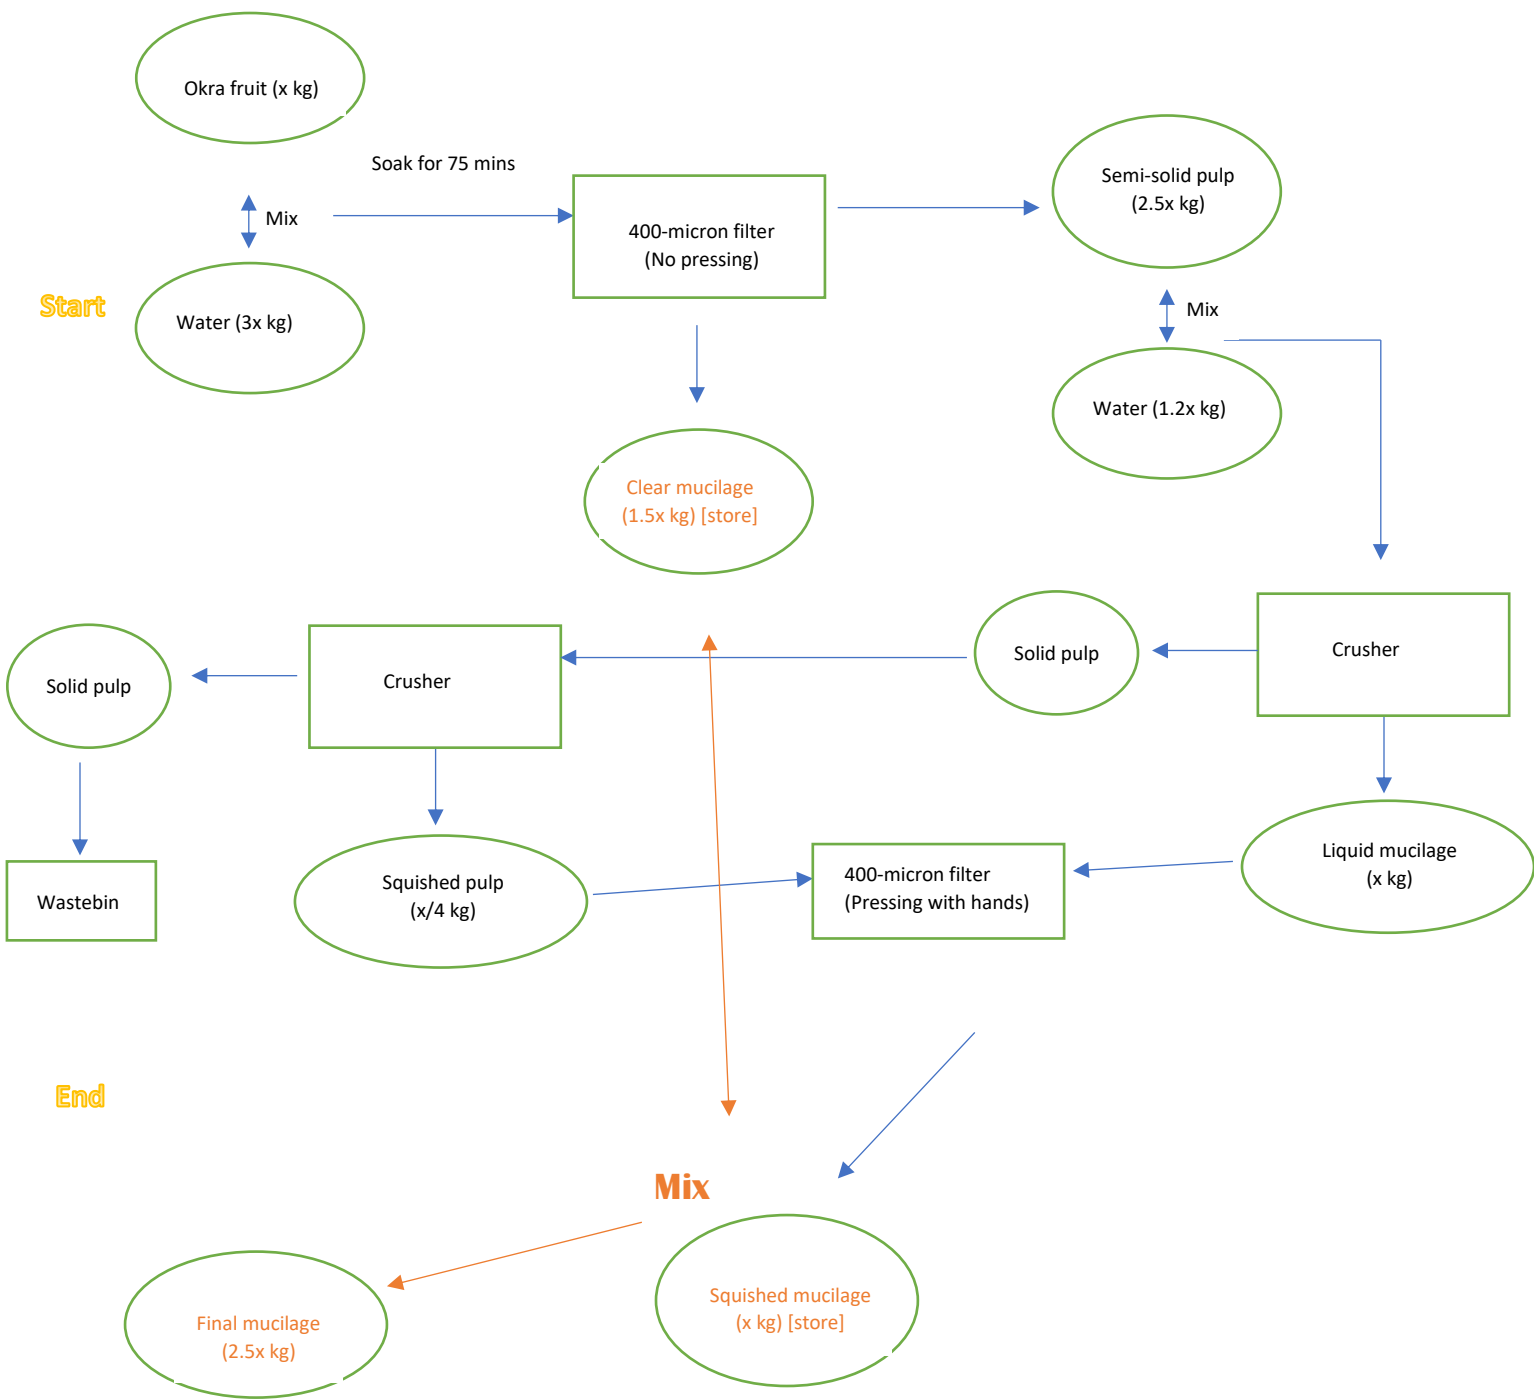 Okra fruit (x kg)
Soak for 75 mins
Mix
400-micron filter
(No pressing)
Semi-solid pulp
(2.5x kg)
Start
Water (3x kg)
Mix
Water (1.2x kg)
Clear mucilage
(1.5x kg) [store]
Solid pulp
Crusher
Solid pulp
Crusher
Wastebin
Squished pulp
(x/4 kg)
400-micron filter
(Pressing with hands)
Liquid mucilage
(x kg)
End
Mix
Final mucilage
(2.5x kg)
Squished mucilage
(x kg) [store]